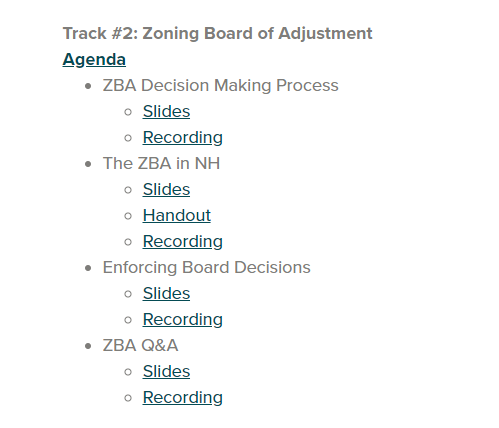 Track #2: Zoning Board of Adjustment
Agenda
ZBA Decision Making Process
Slides
Recording
The ZBA in NH
Slides
Handout
Recording
Enforcing Board Decisions
Slides
Recording
ZBA Q&A
Slides
Recording